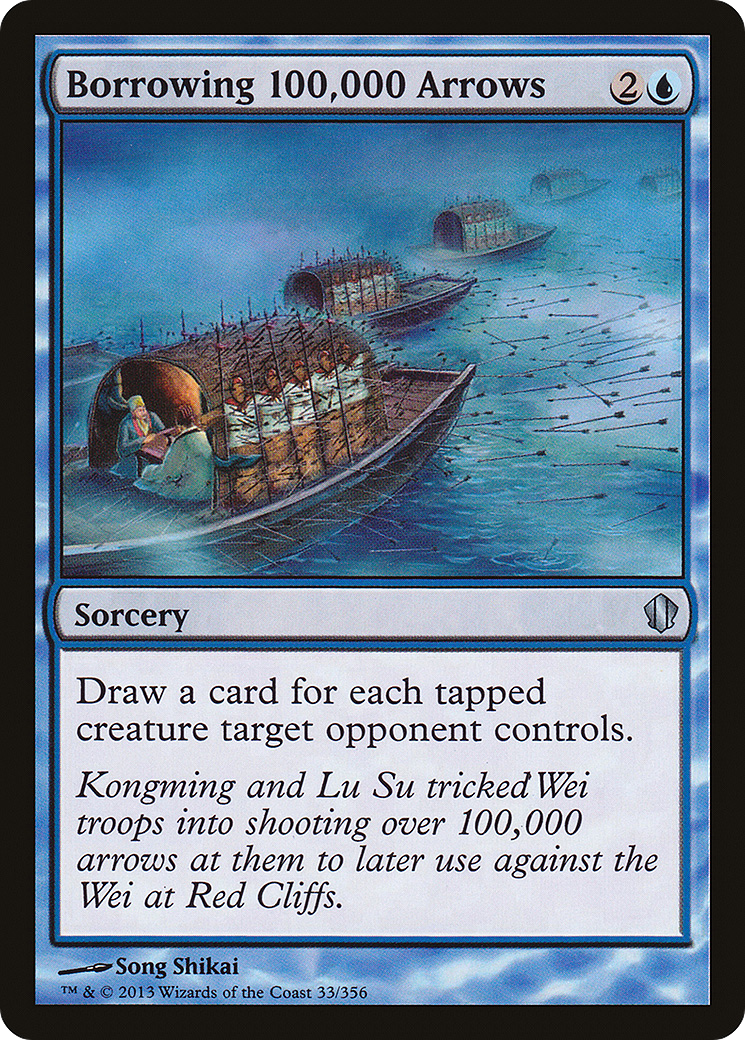 Borrowing 100,000 Arrows 2
Sorcery
Draw a card for each tapped
creature target opponent controls.
Kongming and Lu Su tricked Wei
troops into shooting over 100,000
arrows at them to later use against the
Wei at Red Cliffs.
Song Shikai
™ & © 2013 Wizards of the Coast 33/356